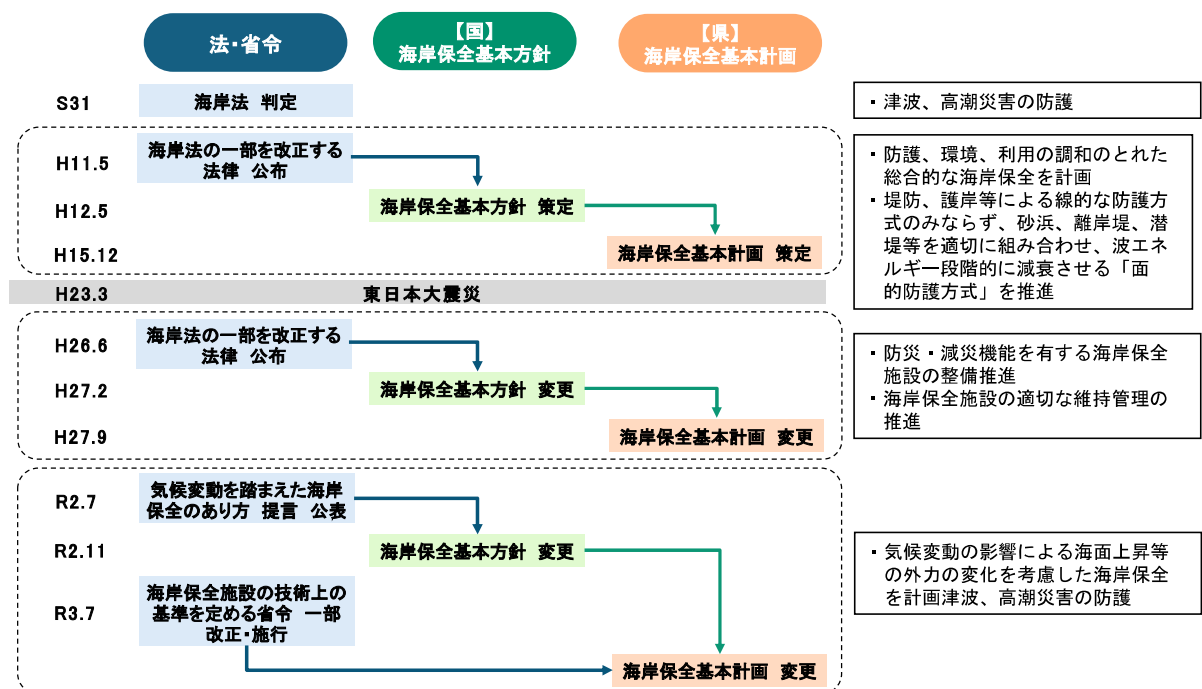 法・省令
【国】
海岸保全基本方針
【県】
海岸保全基本計画
S31
海岸法 判定
・津波、高潮災害の防護
H11.5
海岸法の一部を改正する
法律 公布
H12.5
海岸保全基本方針 策定
H15.12
海岸保全基本計画 策定
・防護、環境、利用の調和のとれた
総合的な海岸保全を計画
・堤防、護岸等による線的な防護方
式のみならず、砂浜、離岸堤、潜
堤等を適切に組み合わせ、波エネ
ルギー段階的に減衰させる「面
的防護方式」を推進
H23.3
東日本大震災
H26.6
海岸法の一部を改正する
法律 公布
H27.2
海岸保全基本方針 変更
H27.9
海岸保全基本計画 変更
・防災・減災機能を有する海岸保全
施設の整備推進
・海岸保全施設の適切な維持管理の
推進
R2.7
気候変動を踏まえた海岸
保全のあり方 提言 公表
R2.11
海岸保全基本方針 変更
R3.7
海岸保全施設の技術上の
基準を定める省令 一部
改正・施行
海岸保全基本計画 変更
・気候変動の影響による海面上昇等
の外力の変化を考慮した海岸保全
を計画津波、高潮災害の防護